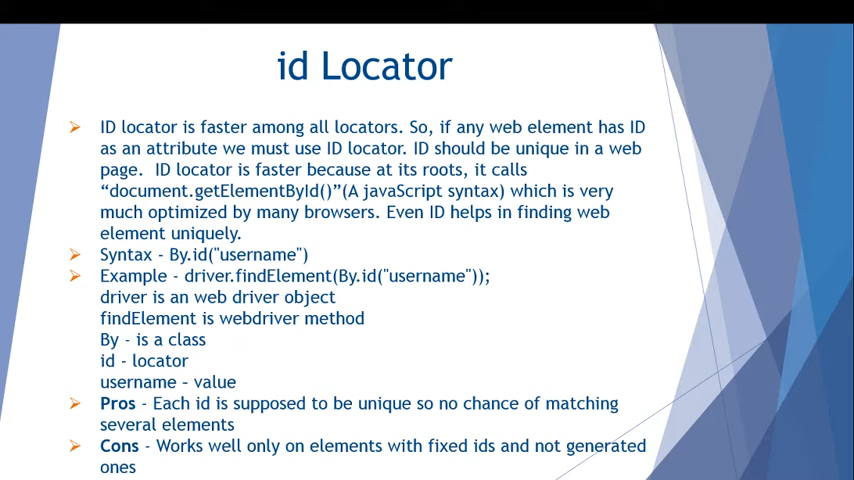 id Locator
ID locator is faster among all locators. So, if any web element has ID
as an attribute we must use ID locator. ID should be unique in a web
page.  ID locator is faster because at its roots, it calls
“document.getElementById()”(A javaScript syntax) which is very
much optimized by many browsers. Even ID helps in finding web
element uniquely.
Syntax - By.id("username")
Example - driver.findElement(By.id("username"));
driver is an web driver object
findElement is webdriver method
By - is a class
id - locator
username – value
Pros - Each id is supposed to be unique so no chance of matching
several elements
Cons - Works well only on elements with fixed ids and not generated
ones